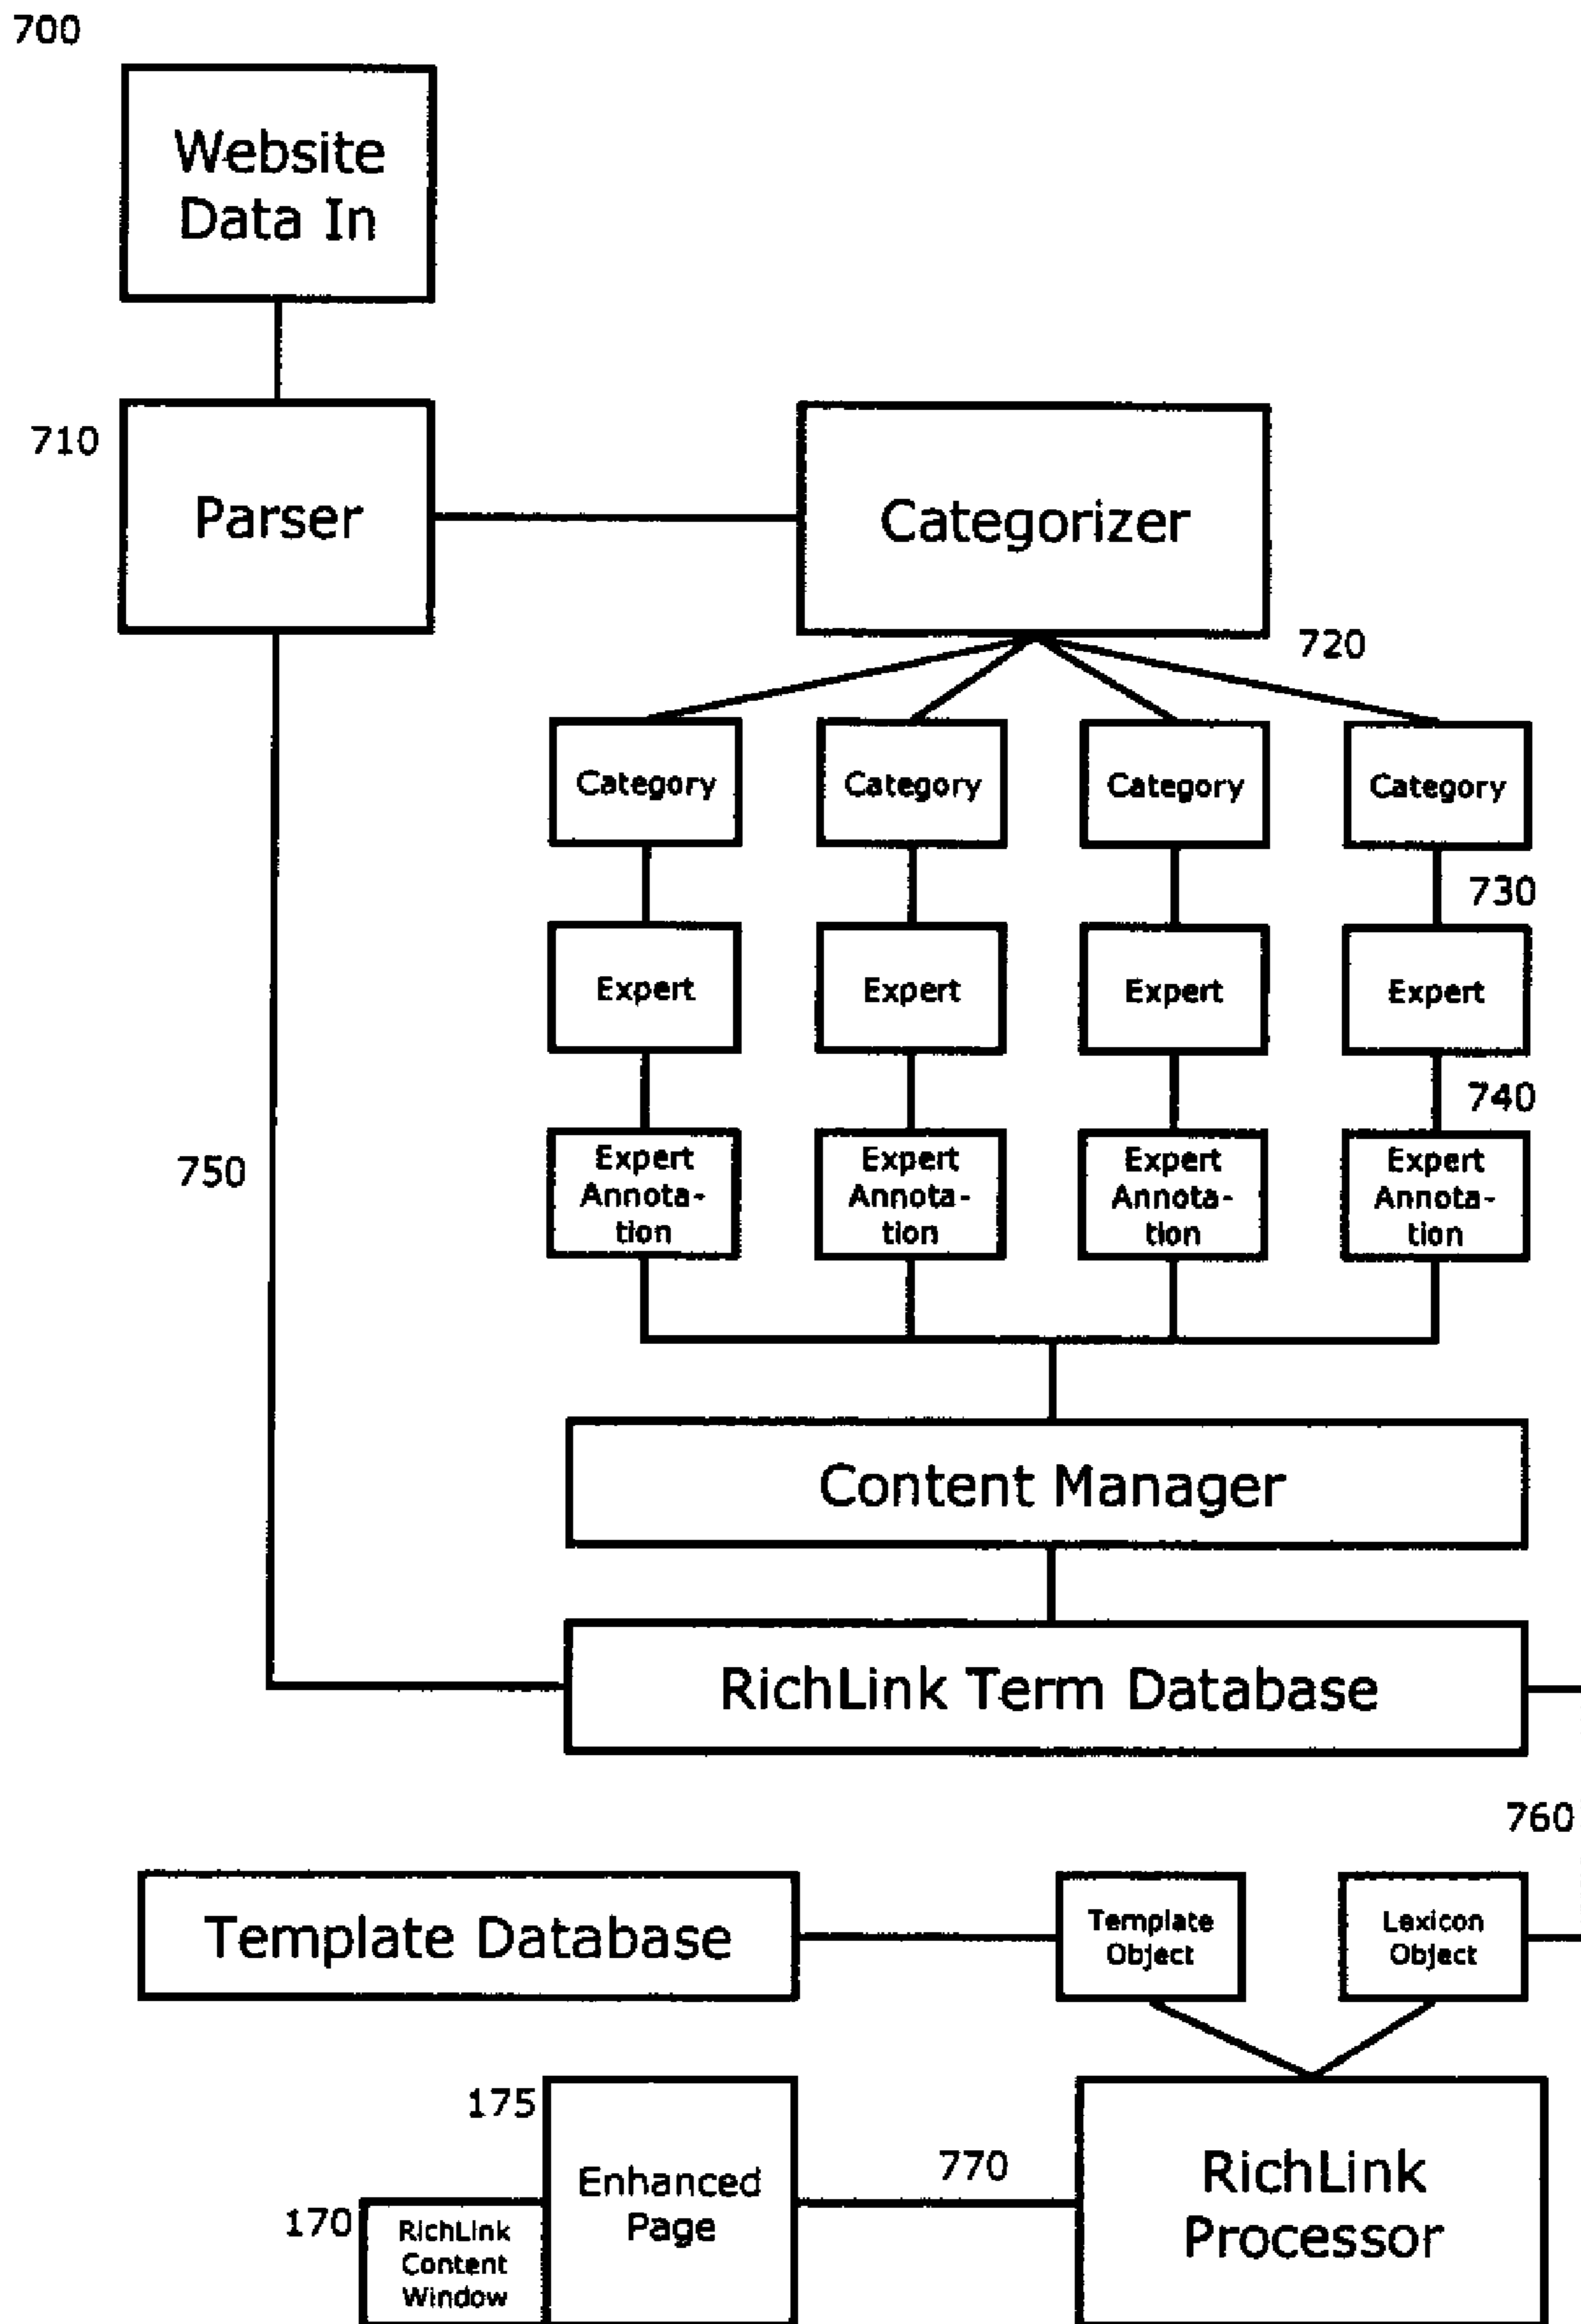 700
Website
Data In
710
Parser
Categorizer
720
Category
Category
Category
Category
730
Expert
Expert
Expert
Expert
740
Expert
Annota-
tion
Expert
Annota-
tion
Expert
Annota-
tion
Expert
Annota-
tion
750
Content Manager
RichLink Term Database
760
Template Database
Template
Object
Lexicon
Object
175
Enhanced
Page
770
RichLink
Processor
170
RichLink
Content
Window